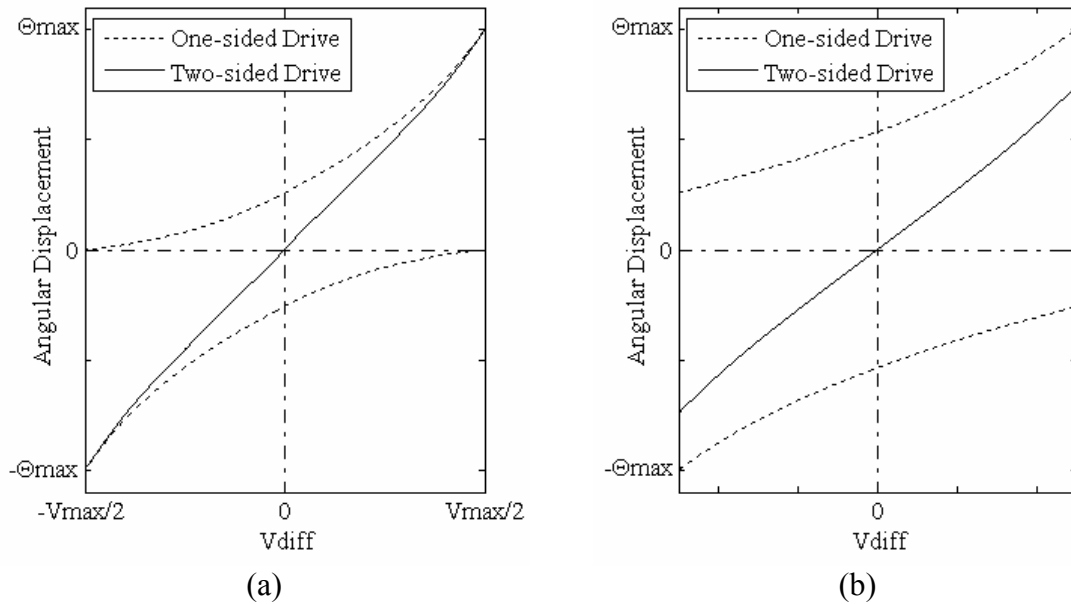 Θmax
One-sided Drive
Two-sided Drive
Angular Displacement
0
-Θmax
-Vmax/2
0
Vmax/2
Vdiff
(a)
Θmax
One-sided Drive
Two-sided Drive
Angular Displacement
0
-Θmax
0
Vdiff
(b)